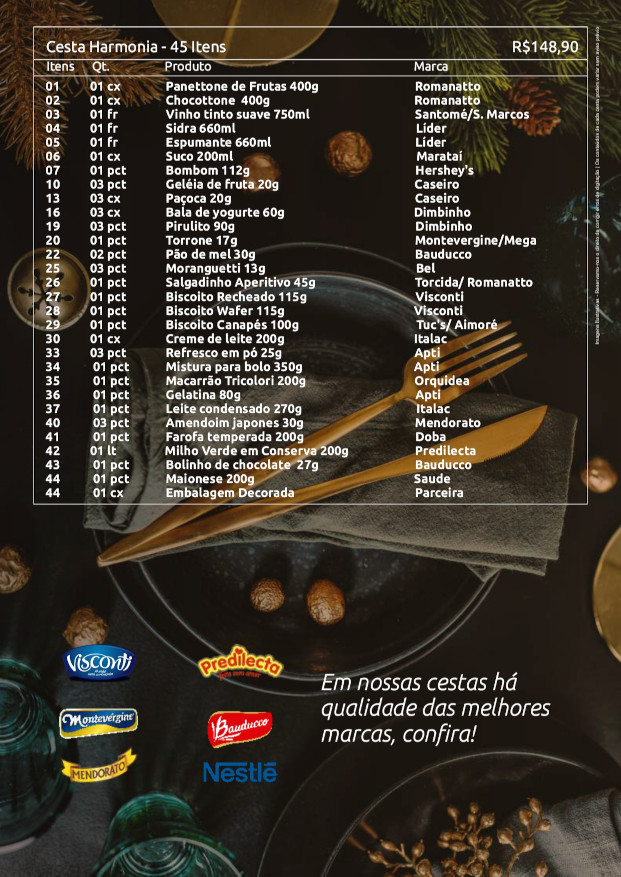 Cesta Harmonia - 45 Itens R$148,90
Itens Qt. Produto Marca
01 01 cx Panettone de Frutas 400g Romanatto
02 01 cx Chocottone 400g Romanatto
03 01 fr Vinho tinto suave 750ml Santomé/S. Marcos
04 01 fr Sidra 660ml Líder
05 01 fr Espumante 660ml Líder
06 01 cx Suco 200ml Marataí
07 01 pct Bombom 112g Hershey's
10 03 pct Geléia de fruta 20g Caseiro
13 03 cx Paçoca 20g Caseiro
16 03 cx Bala de yogurte 60g Dimbinho
19 03 pct Pirulito 90g Dimbinho
20 01 pct Torrone 17g Montevergine/Mega
22 02 pct Pão de mel 30g Bauducco
25 03 pct Moranguetti 13g Bel
26 01 pct Salgadinho Aperitivo 45g Torcida/ Romanatto
27 01 pct Biscoito Recheado 115g Visconti
28 01 pct Biscoito Wafer 115g Visconti
29 01 pct Biscoito Canapés 100g Tuc's/ Aimoré
30 01 cx Creme de leite 200g Italac
33 03 pct Refresco em pó 25g Apti
34 01 pct Mistura para bolo 350g Apti
35 01 pct Macarrão Tricolori 200g Orquidea
36 01 pct Gelatina 80g Apti
37 01 pct Leite condensado 270g Italac
40 03 pct Amendoim japones 30g Mendorato
41 01 pct Farofa temperada 200g Doba
42 01 lt Milho Verde em Conserva 200g Predilecta
43 01 pct Bolinho de chocolate 27g Bauducco
44 01 pct Maionese 200g Saude
44 01 cx Embalagem Decorada Parceira
Visconti
Predilecta
Montevérgine
Bauducco
MENDORATO
Nestlé
Em nossas cestas há
qualidade das melhores
marcas, confira!